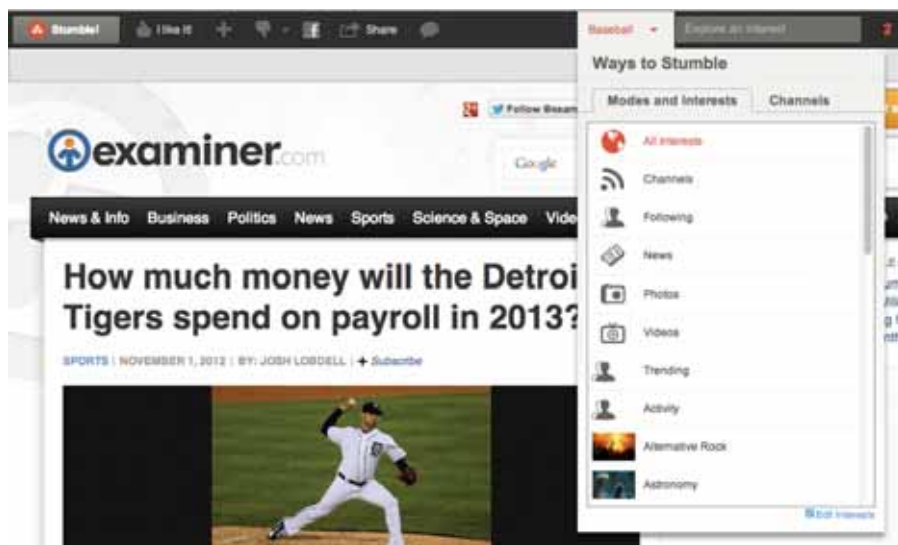 Stumble!
I like it!
Share
Baseball
Explore an interest
2
Ways to Stumble
Modes and Interests
Channels
Follow
examiner.com
Google
All Interests
Channels
Following
News
Photos
Videos
Trending
Activity
Alternative Rock
Astronomy
Edit Interests
News & Info Business Politics News Sports Science & Space Vide
How much money will the Detroi
Tigers spend on payroll in 2013?
SPORTS | NOVEMBER 1, 2012 | BY: JOSH LOBDELL | + Subscribe